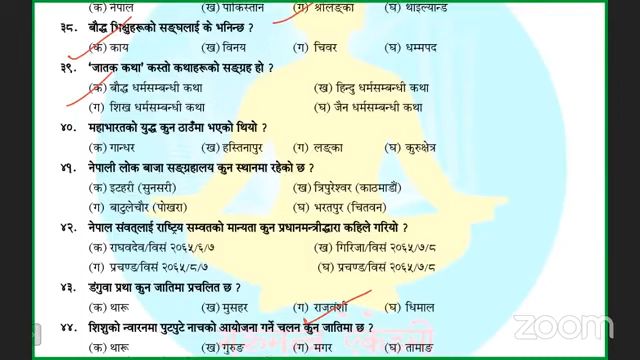 (क) नेपाल (ख) पाकिस्तान (ग) श्रीलङ्का (घ) थाइल्यान्ड
३८. बौद्ध भिक्षुहरूको सङ्घलाई के भनिन्छ ?
(क) काय (ख) विनय (ग) चिवर (घ) धम्मपद
३९. 'जातक कथा' कस्तो कथाहरूको सङ्ग्रह हो ?
(क) बौद्ध धर्मसम्बन्धी कथा (ख) हिन्दु धर्मसम्बन्धी कथा
(ग) शिख धर्मसम्बन्धी कथा (घ) जैन धर्मसम्बन्धी कथा
४०. महाभारतको युद्ध कुन ठाउँमा भएको थियो ?
(क) गान्धर (ख) हस्तिनापुर (ग) लङ्का (घ) कुरुक्षेत्र
४१. नेपाली लोक बाजा सङ्ग्रहालय कुन स्थानमा रहेको छ ?
(क) इटहरी (सुनसरी) (ख) त्रिपुरेश्वर (काठमाडौं)
(ग) बाटुलेचौर (पोखरा) (घ) भरतपुर (चितवन)
४२. नेपाल संवत्लाई राष्ट्रिय सम्वतको मान्यता कुन प्रधानमन्त्रीद्वारा कहिले गरियो ?
(क) राघवदेव/विसं २०६५/६/७ (ख) गिरिजा/विसं २०६५/७/८
(ग) प्रचण्ड/विसं २०६५/८/७ (घ) प्रचण्ड/विसं २०६५/७/८
४३. डंगुवा प्रथा कुन जातिमा प्रचलित छ ?
(क) थारू (ख) मुसहर (ग) राजवंशी (घ) धिमाल
४४. शिशुको न्वारनमा पुटपुटे नाचको आयोजना गर्ने चलन कुन जातिमा छ ?
(क) थारू (ख) गुरुङ (ग) मगर (घ) तामाङ
zoom